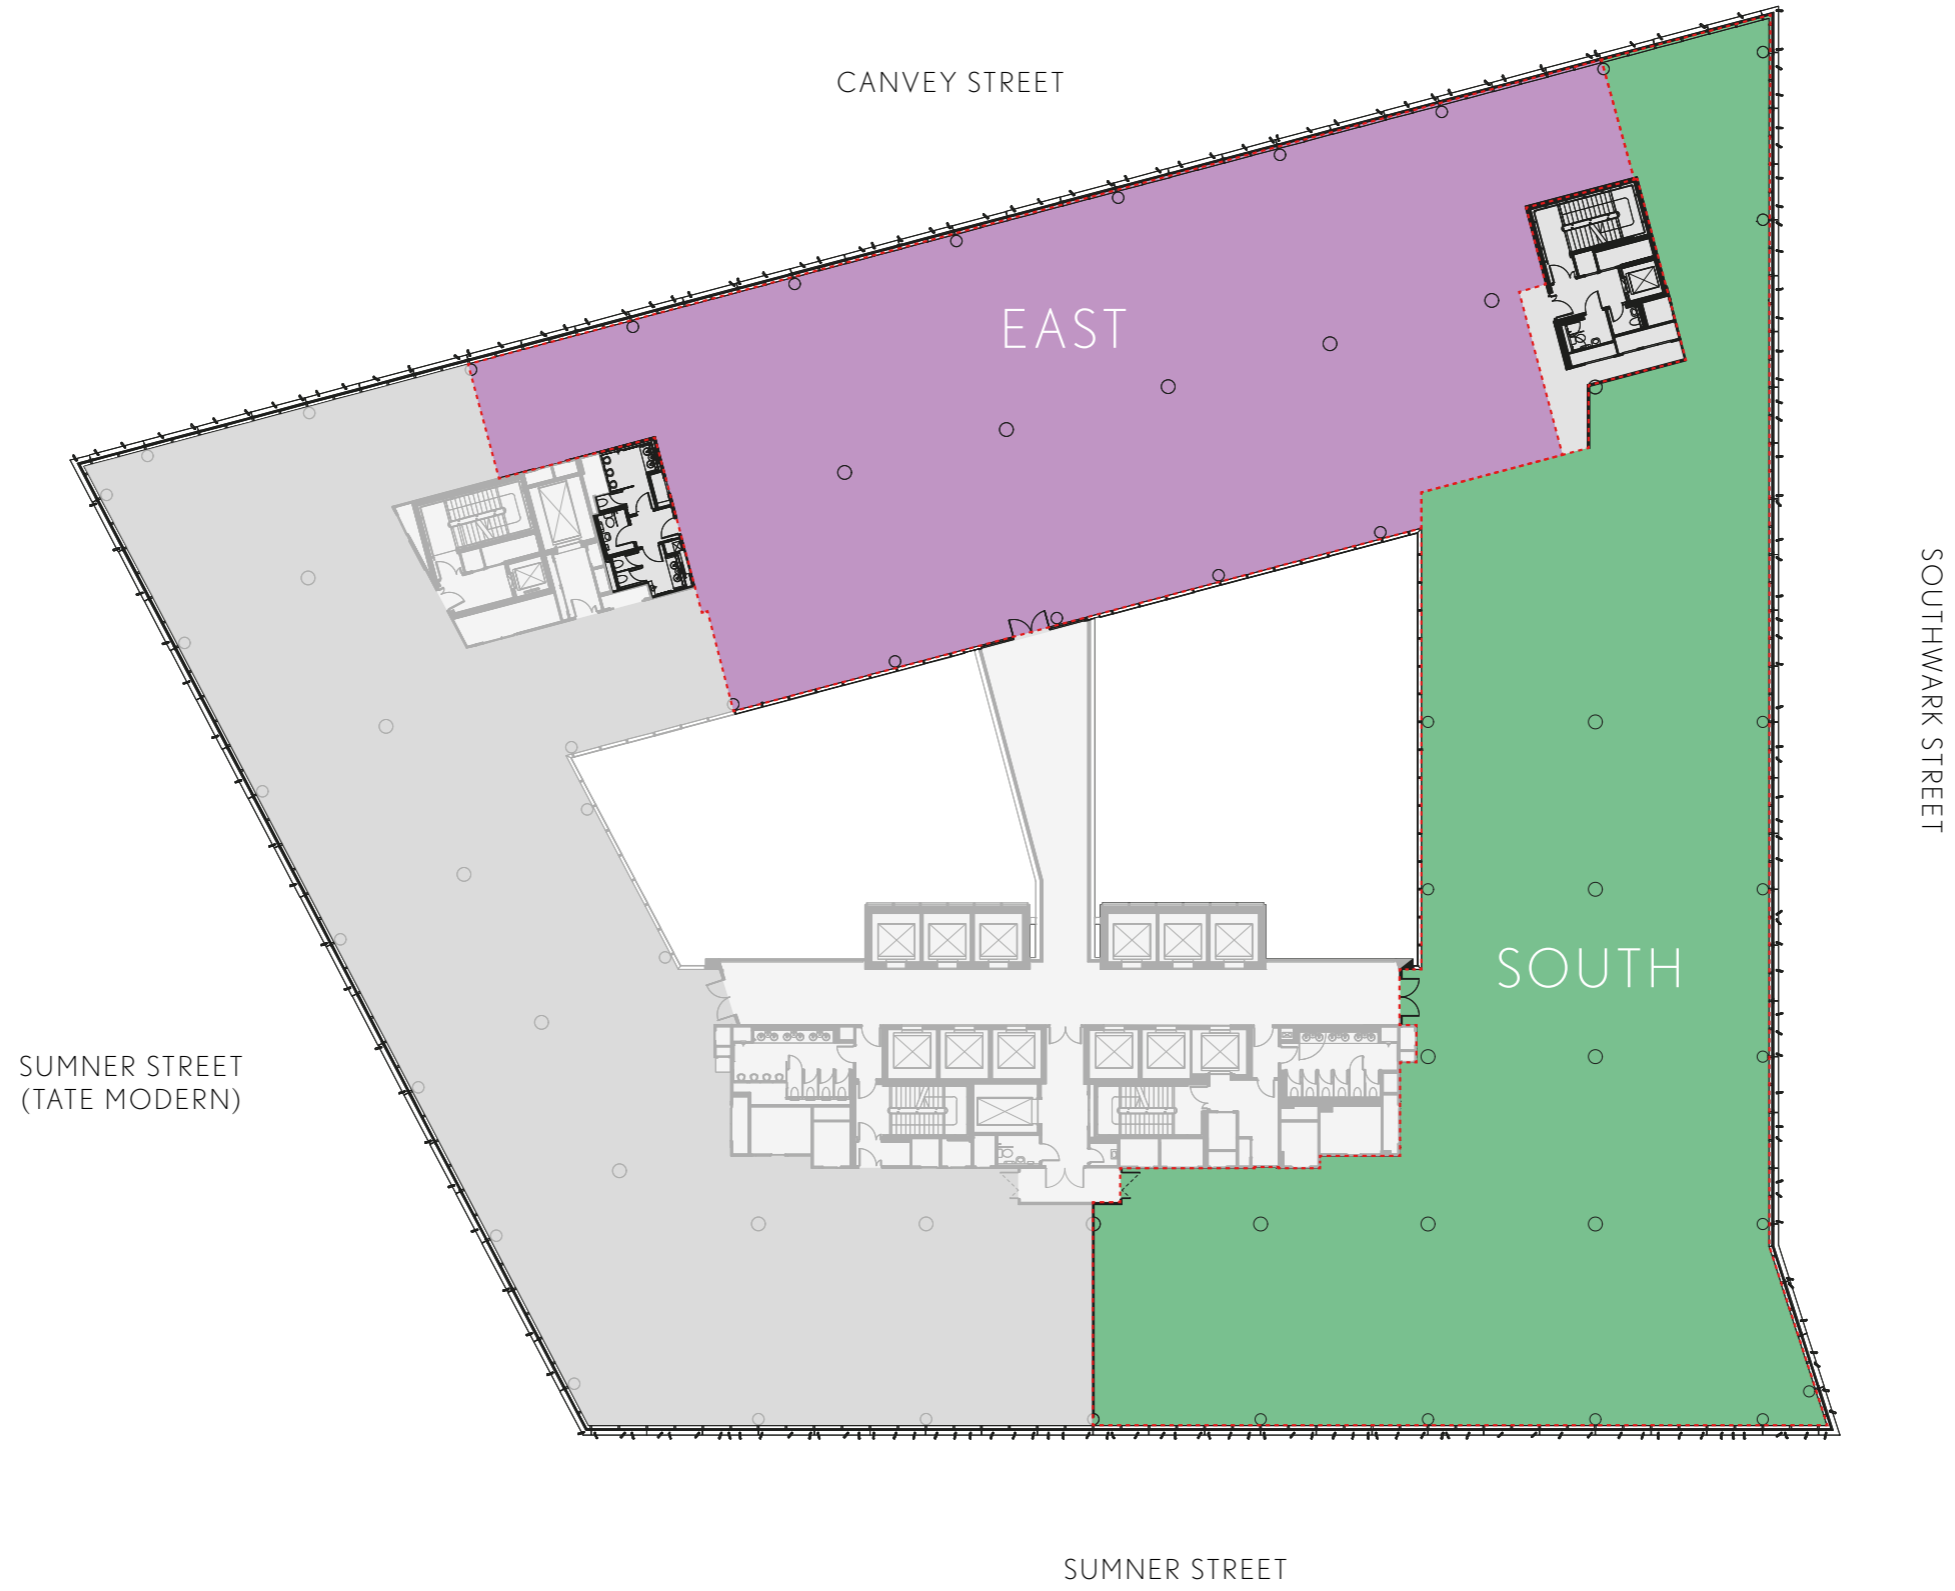 CANVEY STREET
EAST
SOUTHWARK STREET
SOUTH
SUMNER STREET
(TATE MODERN)
SUMNER STREET